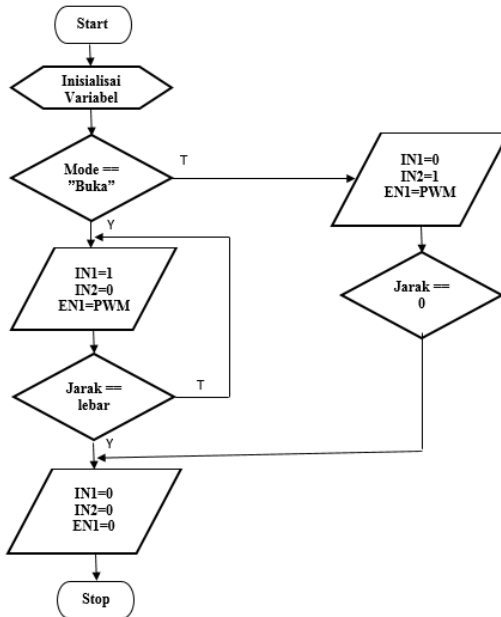 Start
Inisialisai
Variabel
Mode ==
"Buka"
T
Y
IN1=1
IN2=0
EN1=PWM
Jarak ==
lebar
T
Y
IN1=0
IN2=0
EN1=0
Stop
IN1=0
IN2=1
EN1=PWM
Jarak ==
0